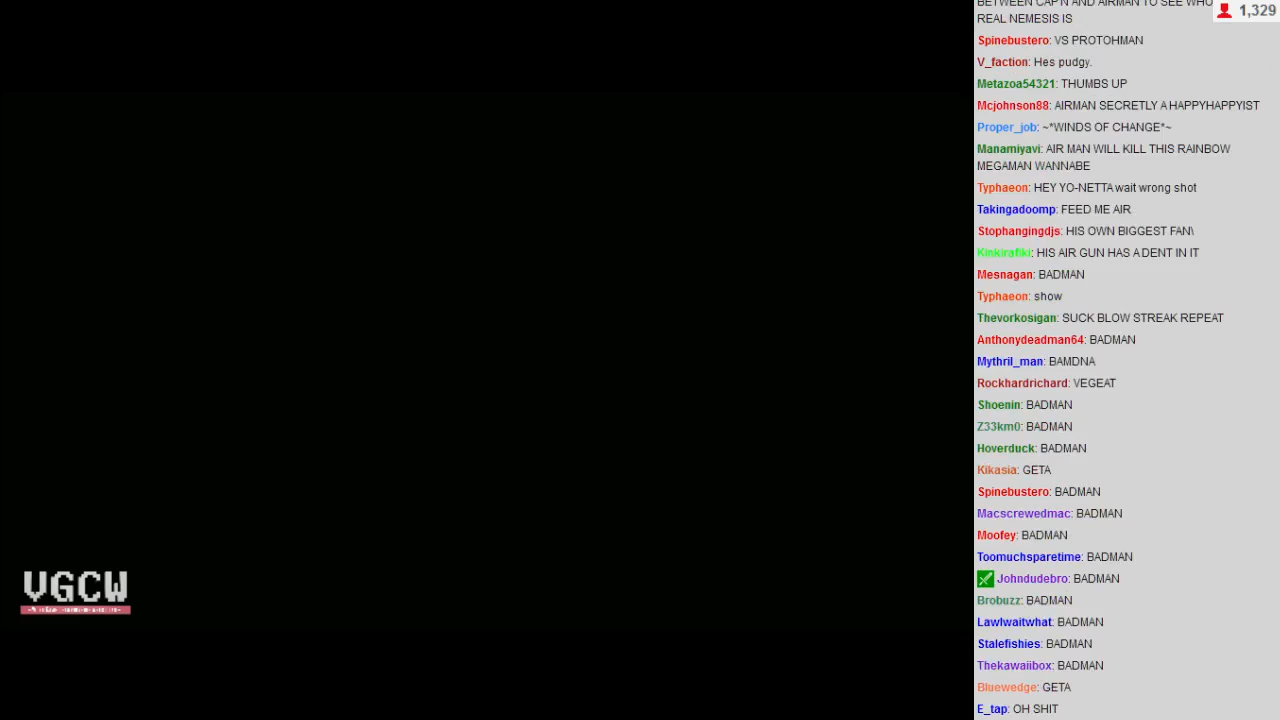 BETWEEN CAP'N AND AIRMAN TO SEE WHO
REAL NEMESIS IS
1,329
Spinebustero: VS PROTOHMAN
V_faction: Hes pudgy.
Metazoa54321: THUMBS UP
Mcjohnson88: AIRMAN SECRETLY A HAPPYHAPPYIST
Proper_job: ~*WINDS OF CHANGE*~
Manamiyavi: AIR MAN WILL KILL THIS RAINBOW
MEGAMAN WANNABE
Typhaeon: HEY YO-NETTA wait wrong shot
Takingadoomp: FEED ME AIR
Stophangingdjs: HIS OWN BIGGEST FAN\
Kinkirafiki: HIS AIR GUN HAS A DENT IN IT
Mesnagan: BADMAN
Typhaeon: show
Thevorkosigan: SUCK BLOW STREAK REPEAT
Anthonydeadman64: BADMAN
Mythril_man: BAMDNA
Rockhardrichard: VEGEAT
Shoenin: BADMAN
Z33km0: BADMAN
Hoverduck: BADMAN
Kikasia: GETA
Spinebustero: BADMAN
Macscrewedmac: BADMAN
Moofey: BADMAN
Toomuchsparetime: BADMAN
Johndudebro: BADMAN
Brobuzz: BADMAN
Lawlwaitwhat: BADMAN
Stalefishies: BADMAN
Thekawaiibox: BADMAN
Bluewedge: GETA
E_tap: OH SHIT
VGCW